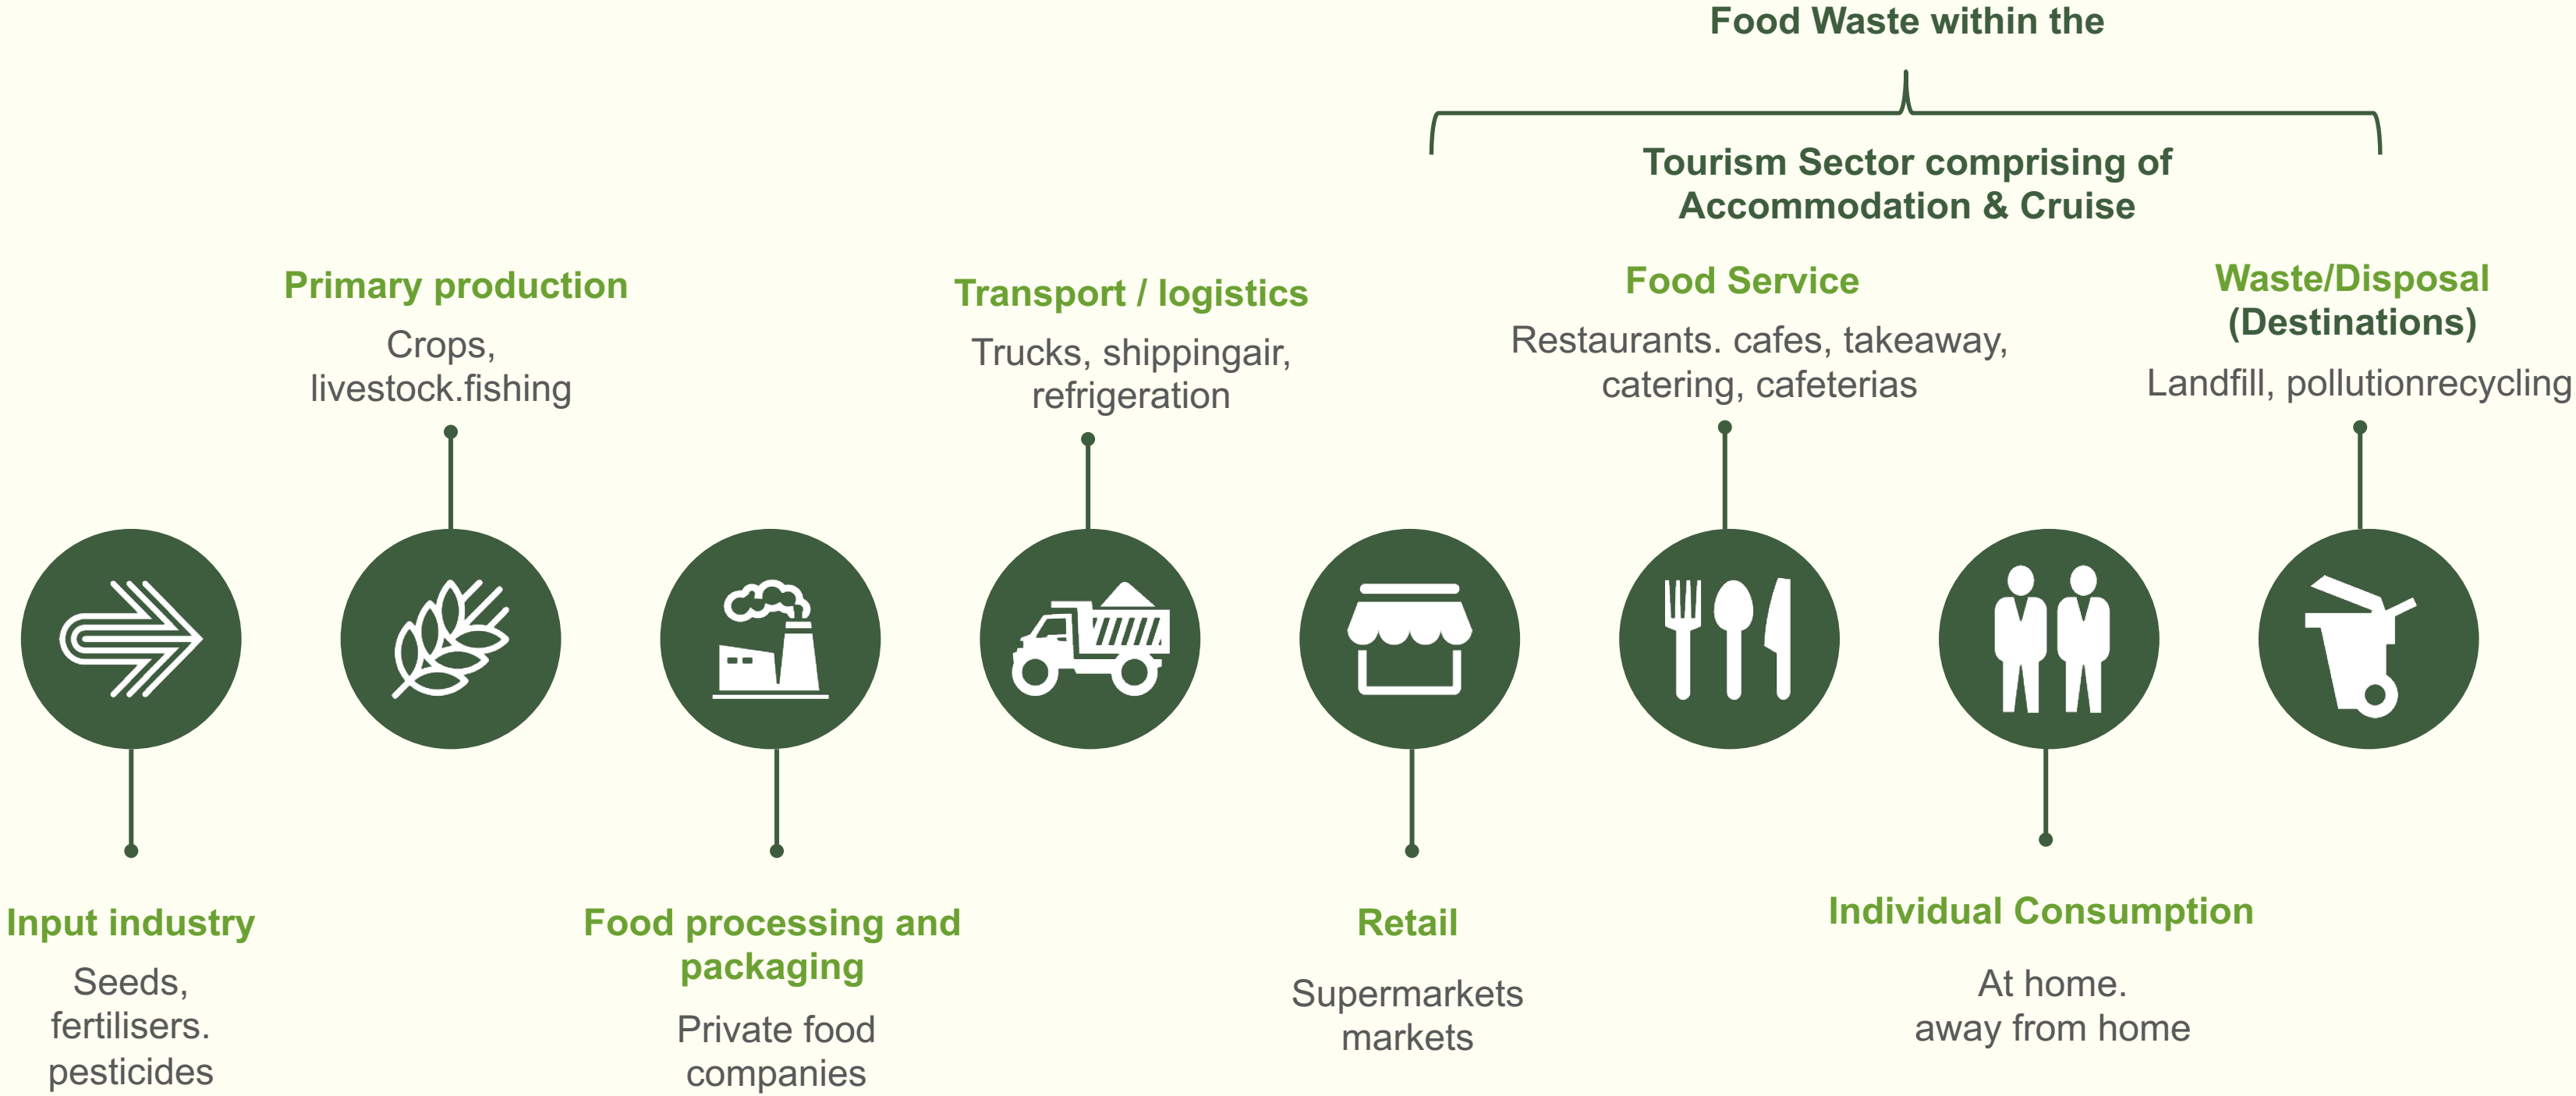 Food Waste within the
Tourism Sector comprising of
Accommodation & Cruise
Primary production
Crops,
livestock.fishing
Transport / logistics
Trucks, shippingair,
refrigeration
Food Service
Restaurants. cafes, takeaway,
catering, cafeterias
Waste/Disposal
(Destinations)
Landfill, pollutionrecycling
Input industry
Seeds,
fertilisers.
pesticides
Food processing and
packaging
Private food
companies
Retail
Supermarkets
markets
Individual Consumption
At home.
away from home